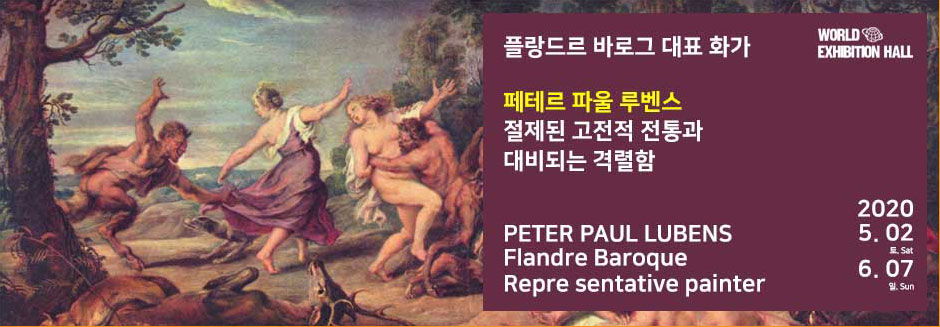 플랑드르 바로그 대표 화가
WORLD
EXHIBITION HALL
페테르 파울 루벤스
절제된 고전적 전통과
대비되는 격렬함
PETER PAUL LUBENS
Flandre Baroque
Repre sentative painter
2020
5. 02
토. Sat
6. 07
일. Sun